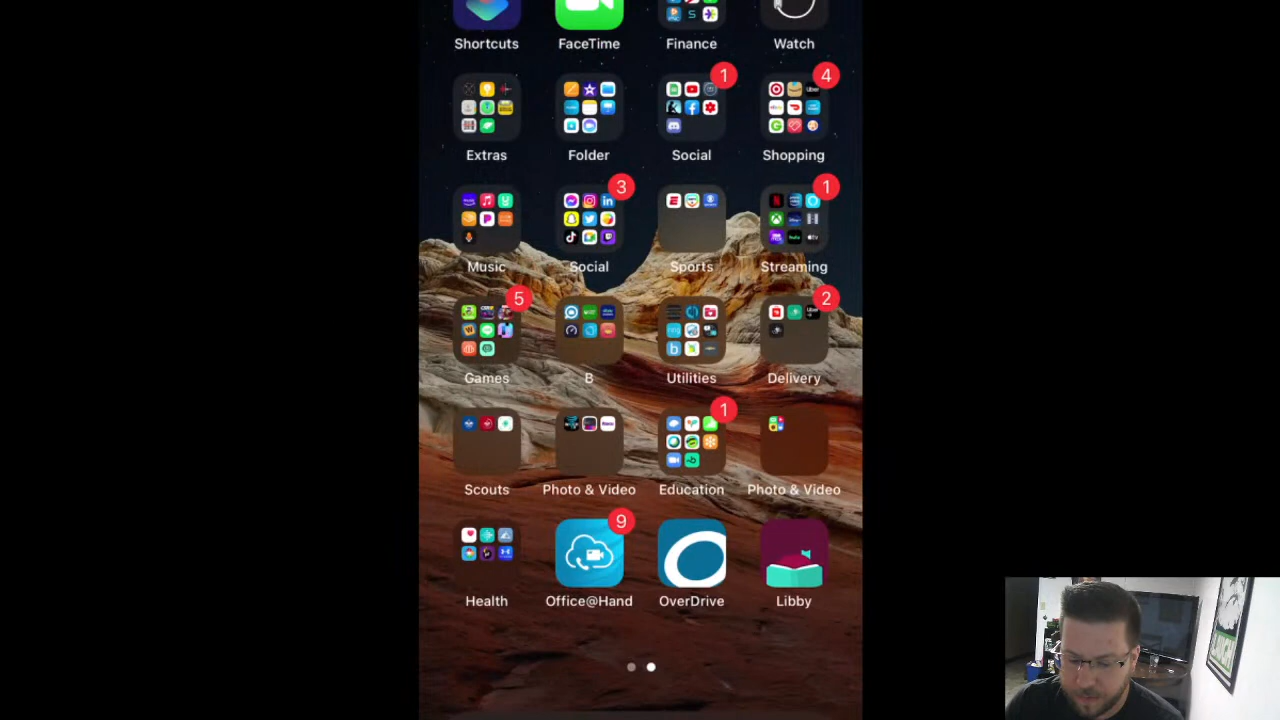 Shortcuts FaceTime Finance Watch
1 4
Extras Folder Social Shopping
3 1
Music Social Sports Streaming
5 2
Games B Utilities Delivery
1
Scouts Photo & Video Education Photo & Video
9
Health Office@Hand OverDrive Libby